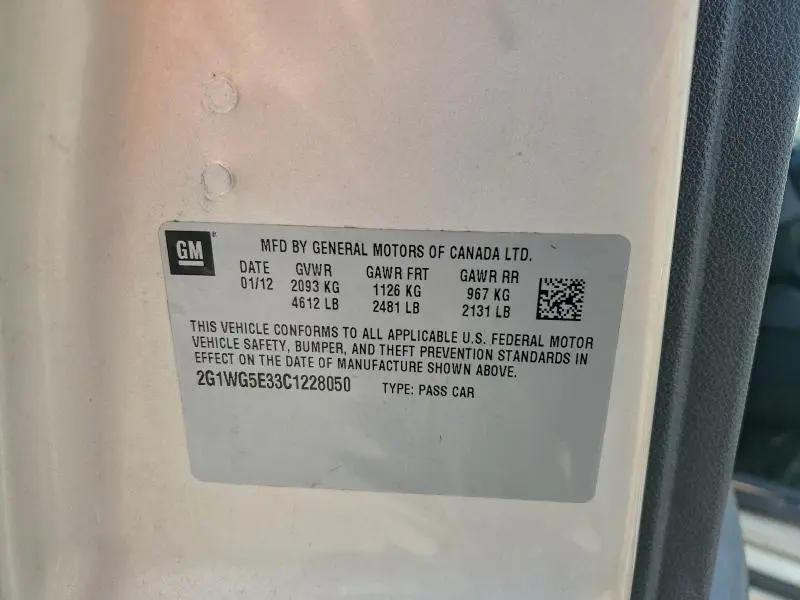 GM
MFD BY GENERAL MOTORS OF CANADA LTD.
DATE GVWR GAWR FRT GAWR RR
01/12 2093 KG 1126 KG 967 KG
4612 LB 2481 LB 2131 LB
THIS VEHICLE CONFORMS TO ALL APPLICABLE U.S. FEDERAL MOTOR
VEHICLE SAFETY, BUMPER, AND THEFT PREVENTION STANDARDS IN
EFFECT ON THE DATE OF MANUFACTURE SHOWN ABOVE.
2G1WG5E33C1228050 TYPE: PASS CAR